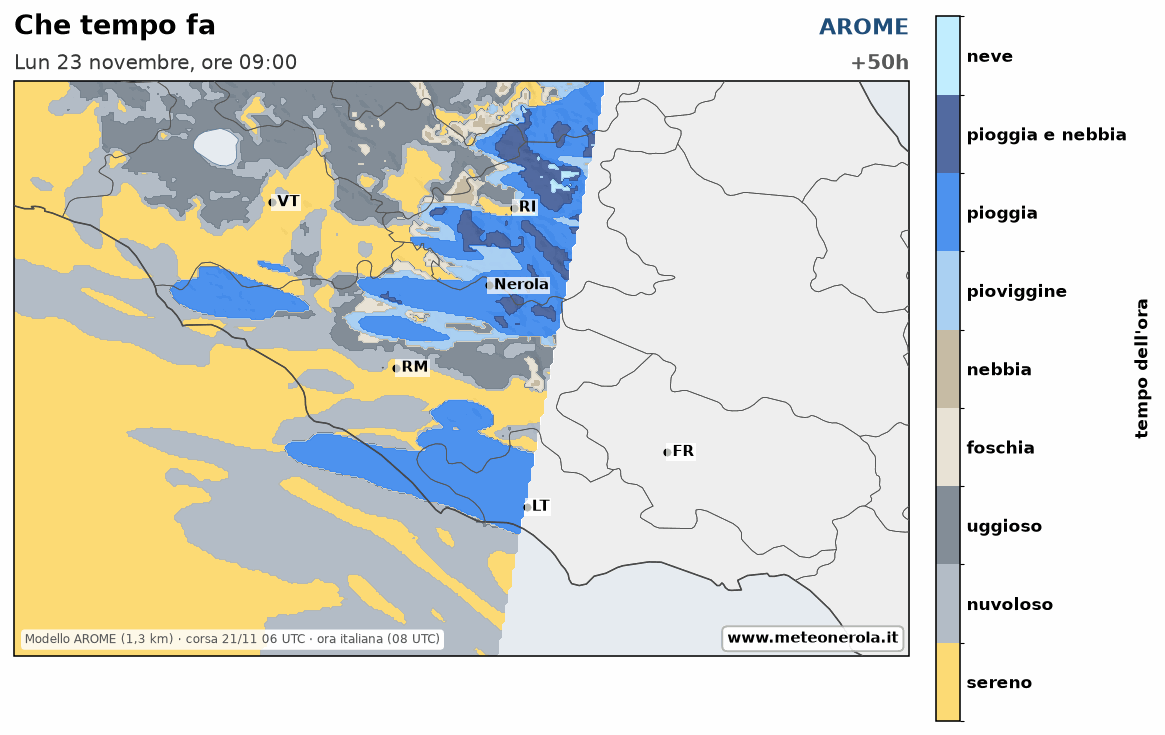 Che tempo fa
AROME
Lun 23 novembre, ore 09:00
+50h
VT
RI
Nerola
RM
FR
LT
Modello AROME (1,3 km) · corsa 21/11 06 UTC · ora italiana (08 UTC)
www.meteonerola.it
neve
pioggia e nebbia
pioggia
pioviggine
nebbia
foschia
uggioso
nuvoloso
sereno
tempo dell'ora